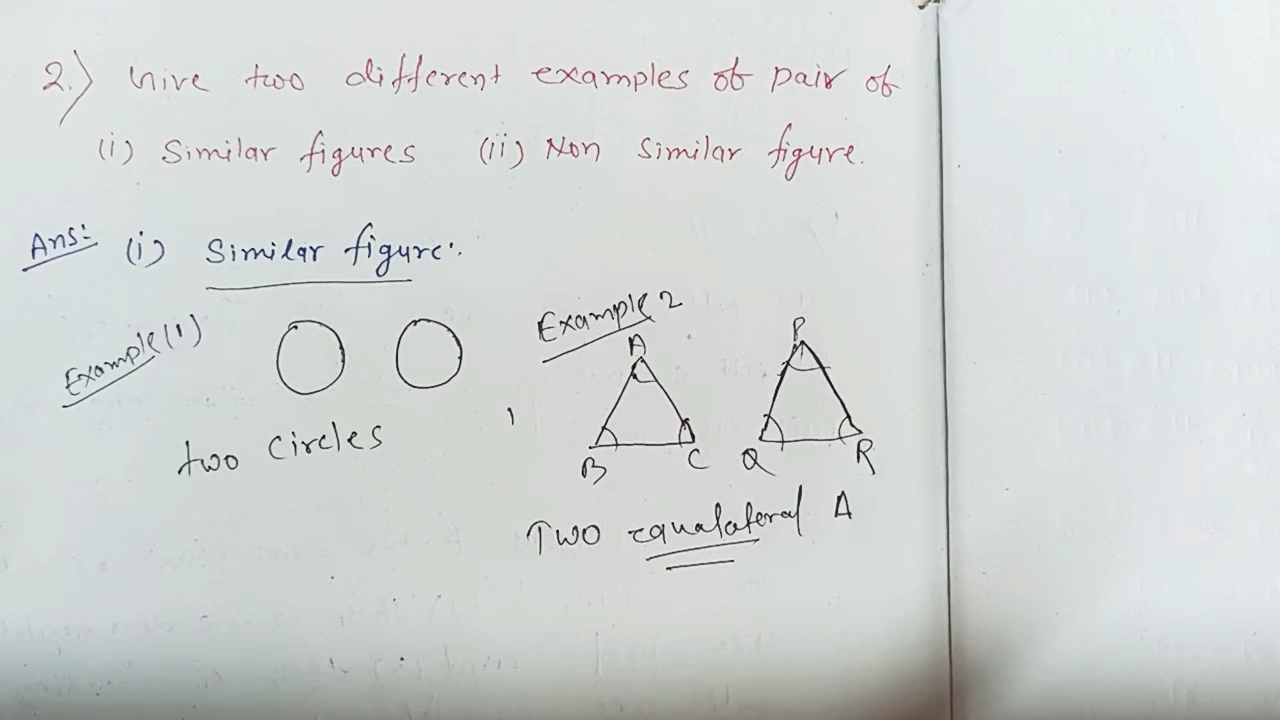 2.) Give two different examples of pair of
(i) Similar figures (ii) Non Similar figure.
Ans: (i) Similar figure:
Example (1)
two circles
Example 2
A
B C
P
Q R
Two equalateral Δ